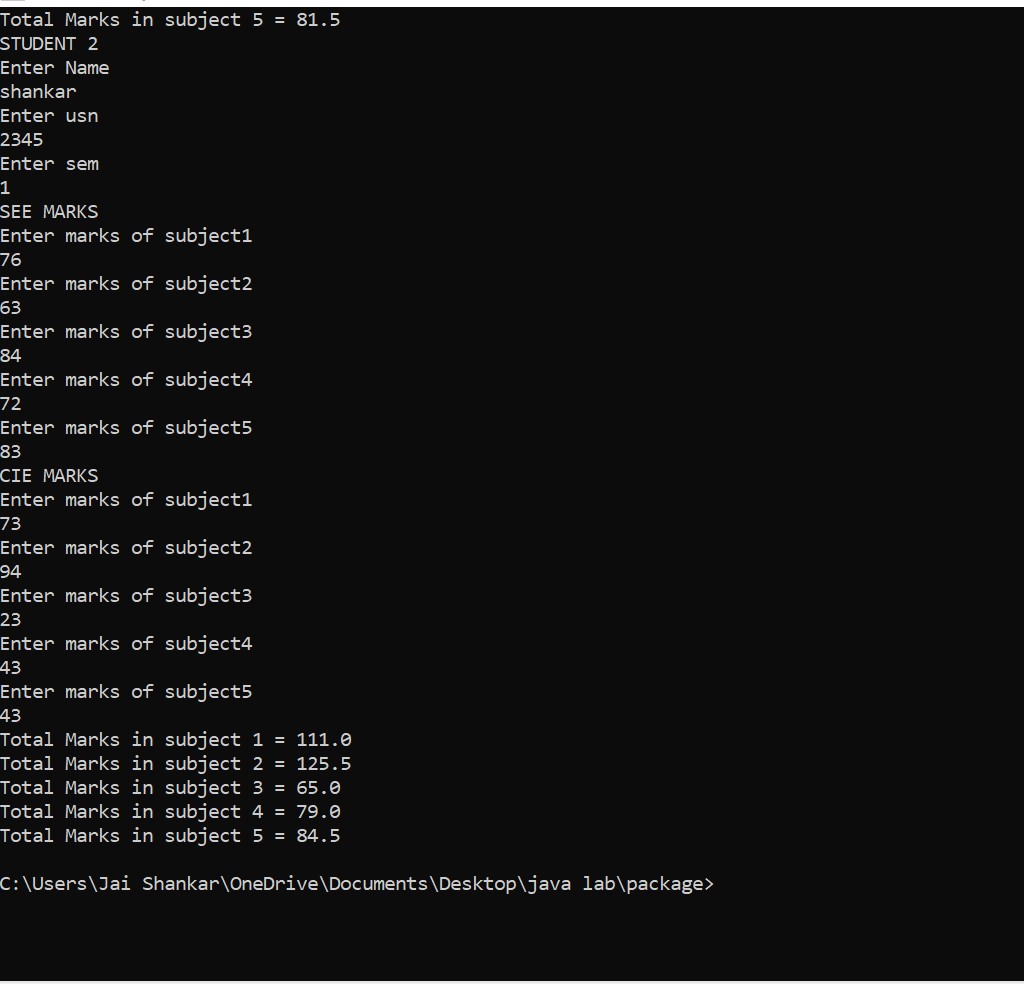 Total Marks in subject 5 = 81.5
STUDENT 2
Enter Name
shankar
Enter usn
2345
Enter sem
1
SEE MARKS
Enter marks of subject1
76
Enter marks of subject2
63
Enter marks of subject3
84
Enter marks of subject4
72
Enter marks of subject5
83
CIE MARKS
Enter marks of subject1
73
Enter marks of subject2
94
Enter marks of subject3
23
Enter marks of subject4
43
Enter marks of subject5
43
Total Marks in subject 1 = 111.0
Total Marks in subject 2 = 125.5
Total Marks in subject 3 = 65.0
Total Marks in subject 4 = 79.0
Total Marks in subject 5 = 84.5
C:\Users\Jai Shankar\OneDrive\Documents\Desktop\java lab\package>